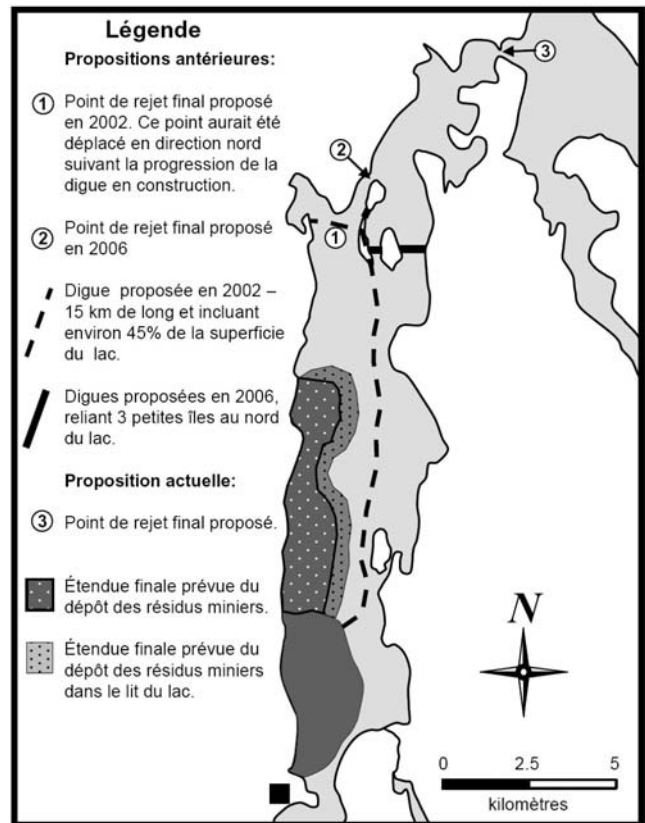 Légende
Propositions antérieures:
① Point de rejet final proposé
en 2002. Ce point aurait été
déplacé en direction nord
suivant la progression de la
digue en construction.
② Point de rejet final proposé
en 2006
Digue proposée en 2002 –
15 km de long et incluant
environ 45% de la superficie
du lac.
Digues proposées en 2006,
reliant 3 petites îles au nord
du lac.
Proposition actuelle:
③ Point de rejet final proposé.
Étendue finale prévue du
dépôt des résidus miniers.
Étendue finale prévue du
dépôt des résidus miniers
dans le lit du lac.
③
②
①
N
0 2.5 5
kilomètres